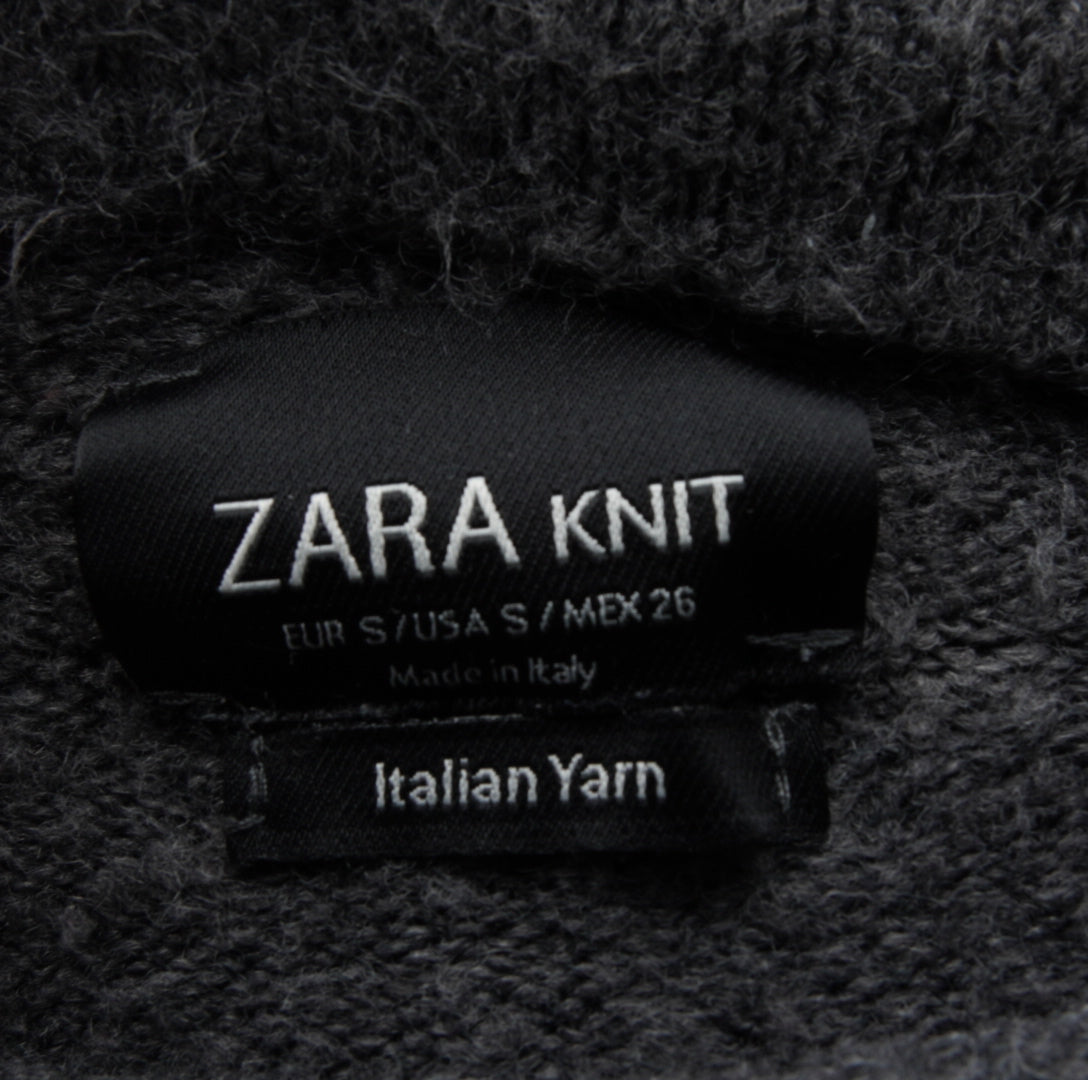 ZARA KNIT
EUR S/USA S/MEX 26
Made in Italy
Italian Yarn